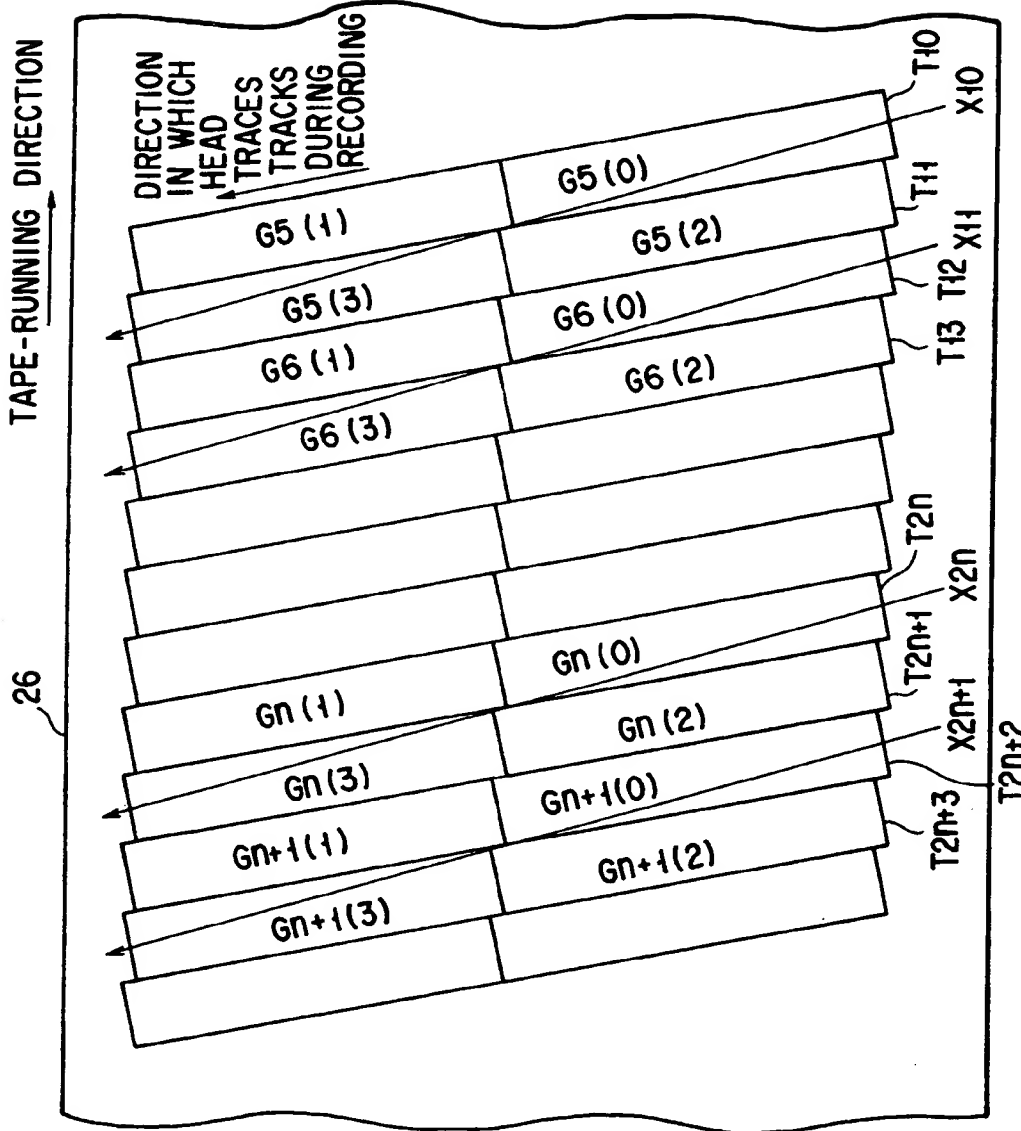 TAPE-RUNNING DIRECTION
26
DIRECTION
IN WHICH
HEAD
TRACES
TRACKS
DURING
RECORDING
G5(1)
G5(0)
T10
X10
G5(3)
G5(2)
T11
X11
G6(1)
G6(0)
T12
G6(3)
G6(2)
T13
Gn(1)
Gn(0)
T2n
X2n
Gn(3)
Gn(2)
T2n+1
X2n+1
Gn+1(1)
Gn+1(0)
T2n+2
Gn+1(3)
Gn+1(2)
T2n+3